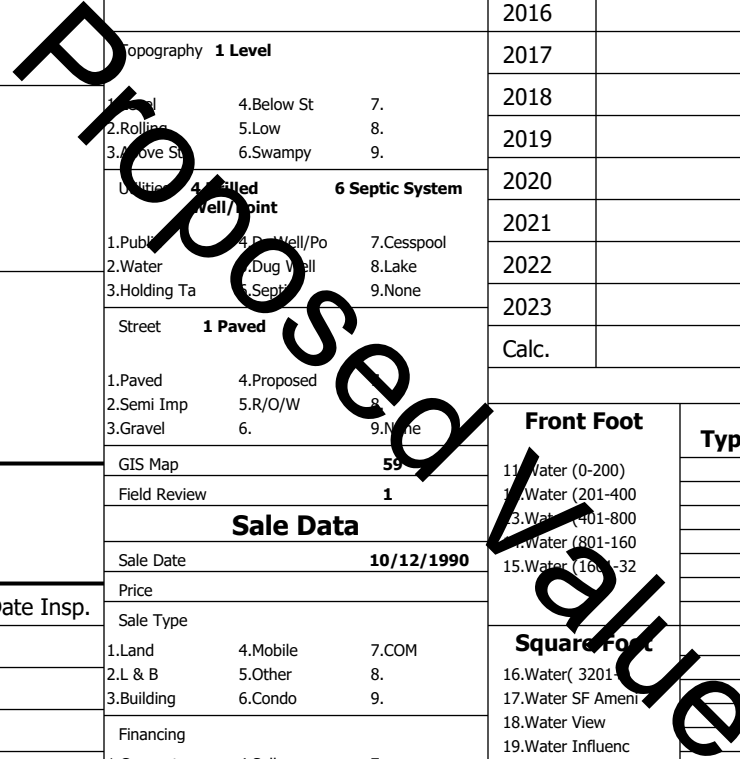 2016
Topography 1 Level
2017
2018
4.Below St 7.
2.Rolling 5.Low 8.
2019
3.Above St 6.Swampy 9.
Utilities 4 Drilled Well/Point 6 Septic System
2020
2021
1.Public 4.Dr Well/Po 7.Cesspool
2.Water 5.Dug Well 8.Lake
2022
3.Holding Ta 6.Septic 9.None
2023
Street 1 Paved
Calc.
1.Paved 4.Proposed
2.Semi Imp 5.R/O/W 8.
3.Gravel 6. 9.None
Front Foot
Typ
GIS Map 59
11.Water (0-200)
Field Review 1
12.Water (201-400
13.Water (401-800
Sale Data
14.Water (801-160
Sale Date 10/12/1990
15.Water (1601-32
Price
Date Insp.
Sale Type
Square Foot
1.Land 4.Mobile 7.COM
2.L & B 5.Other 8.
16.Water( 3201-
3.Building 6.Condo 9.
17.Water SF Ameni
18.Water View
Financing
19.Water Influenc
Proposed Value